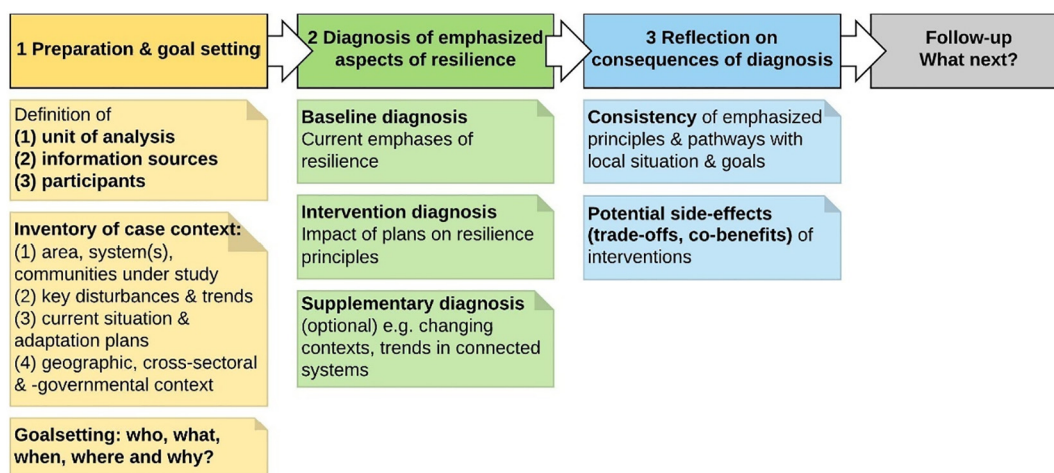 1 Preparation & goal setting
Definition of
(1) unit of analysis
(2) information sources
(3) participants
Inventory of case context:
(1) area, system(s),
communities under study
(2) key disturbances & trends
(3) current situation &
adaptation plans
(4) geographic, cross-sectoral
& -governmental context
Goalsetting: who, what,
when, where and why?
2 Diagnosis of emphasized
aspects of resilience
Baseline diagnosis
Current emphases of
resilience
Intervention diagnosis
Impact of plans on resilience
principles
Supplementary diagnosis
(optional) e.g. changing
contexts, trends in connected
systems
3 Reflection on
consequences of diagnosis
Consistency of emphasized
principles & pathways with
local situation & goals
Potential side-effects
(trade-offs, co-benefits) of
interventions
Follow-up
What next?